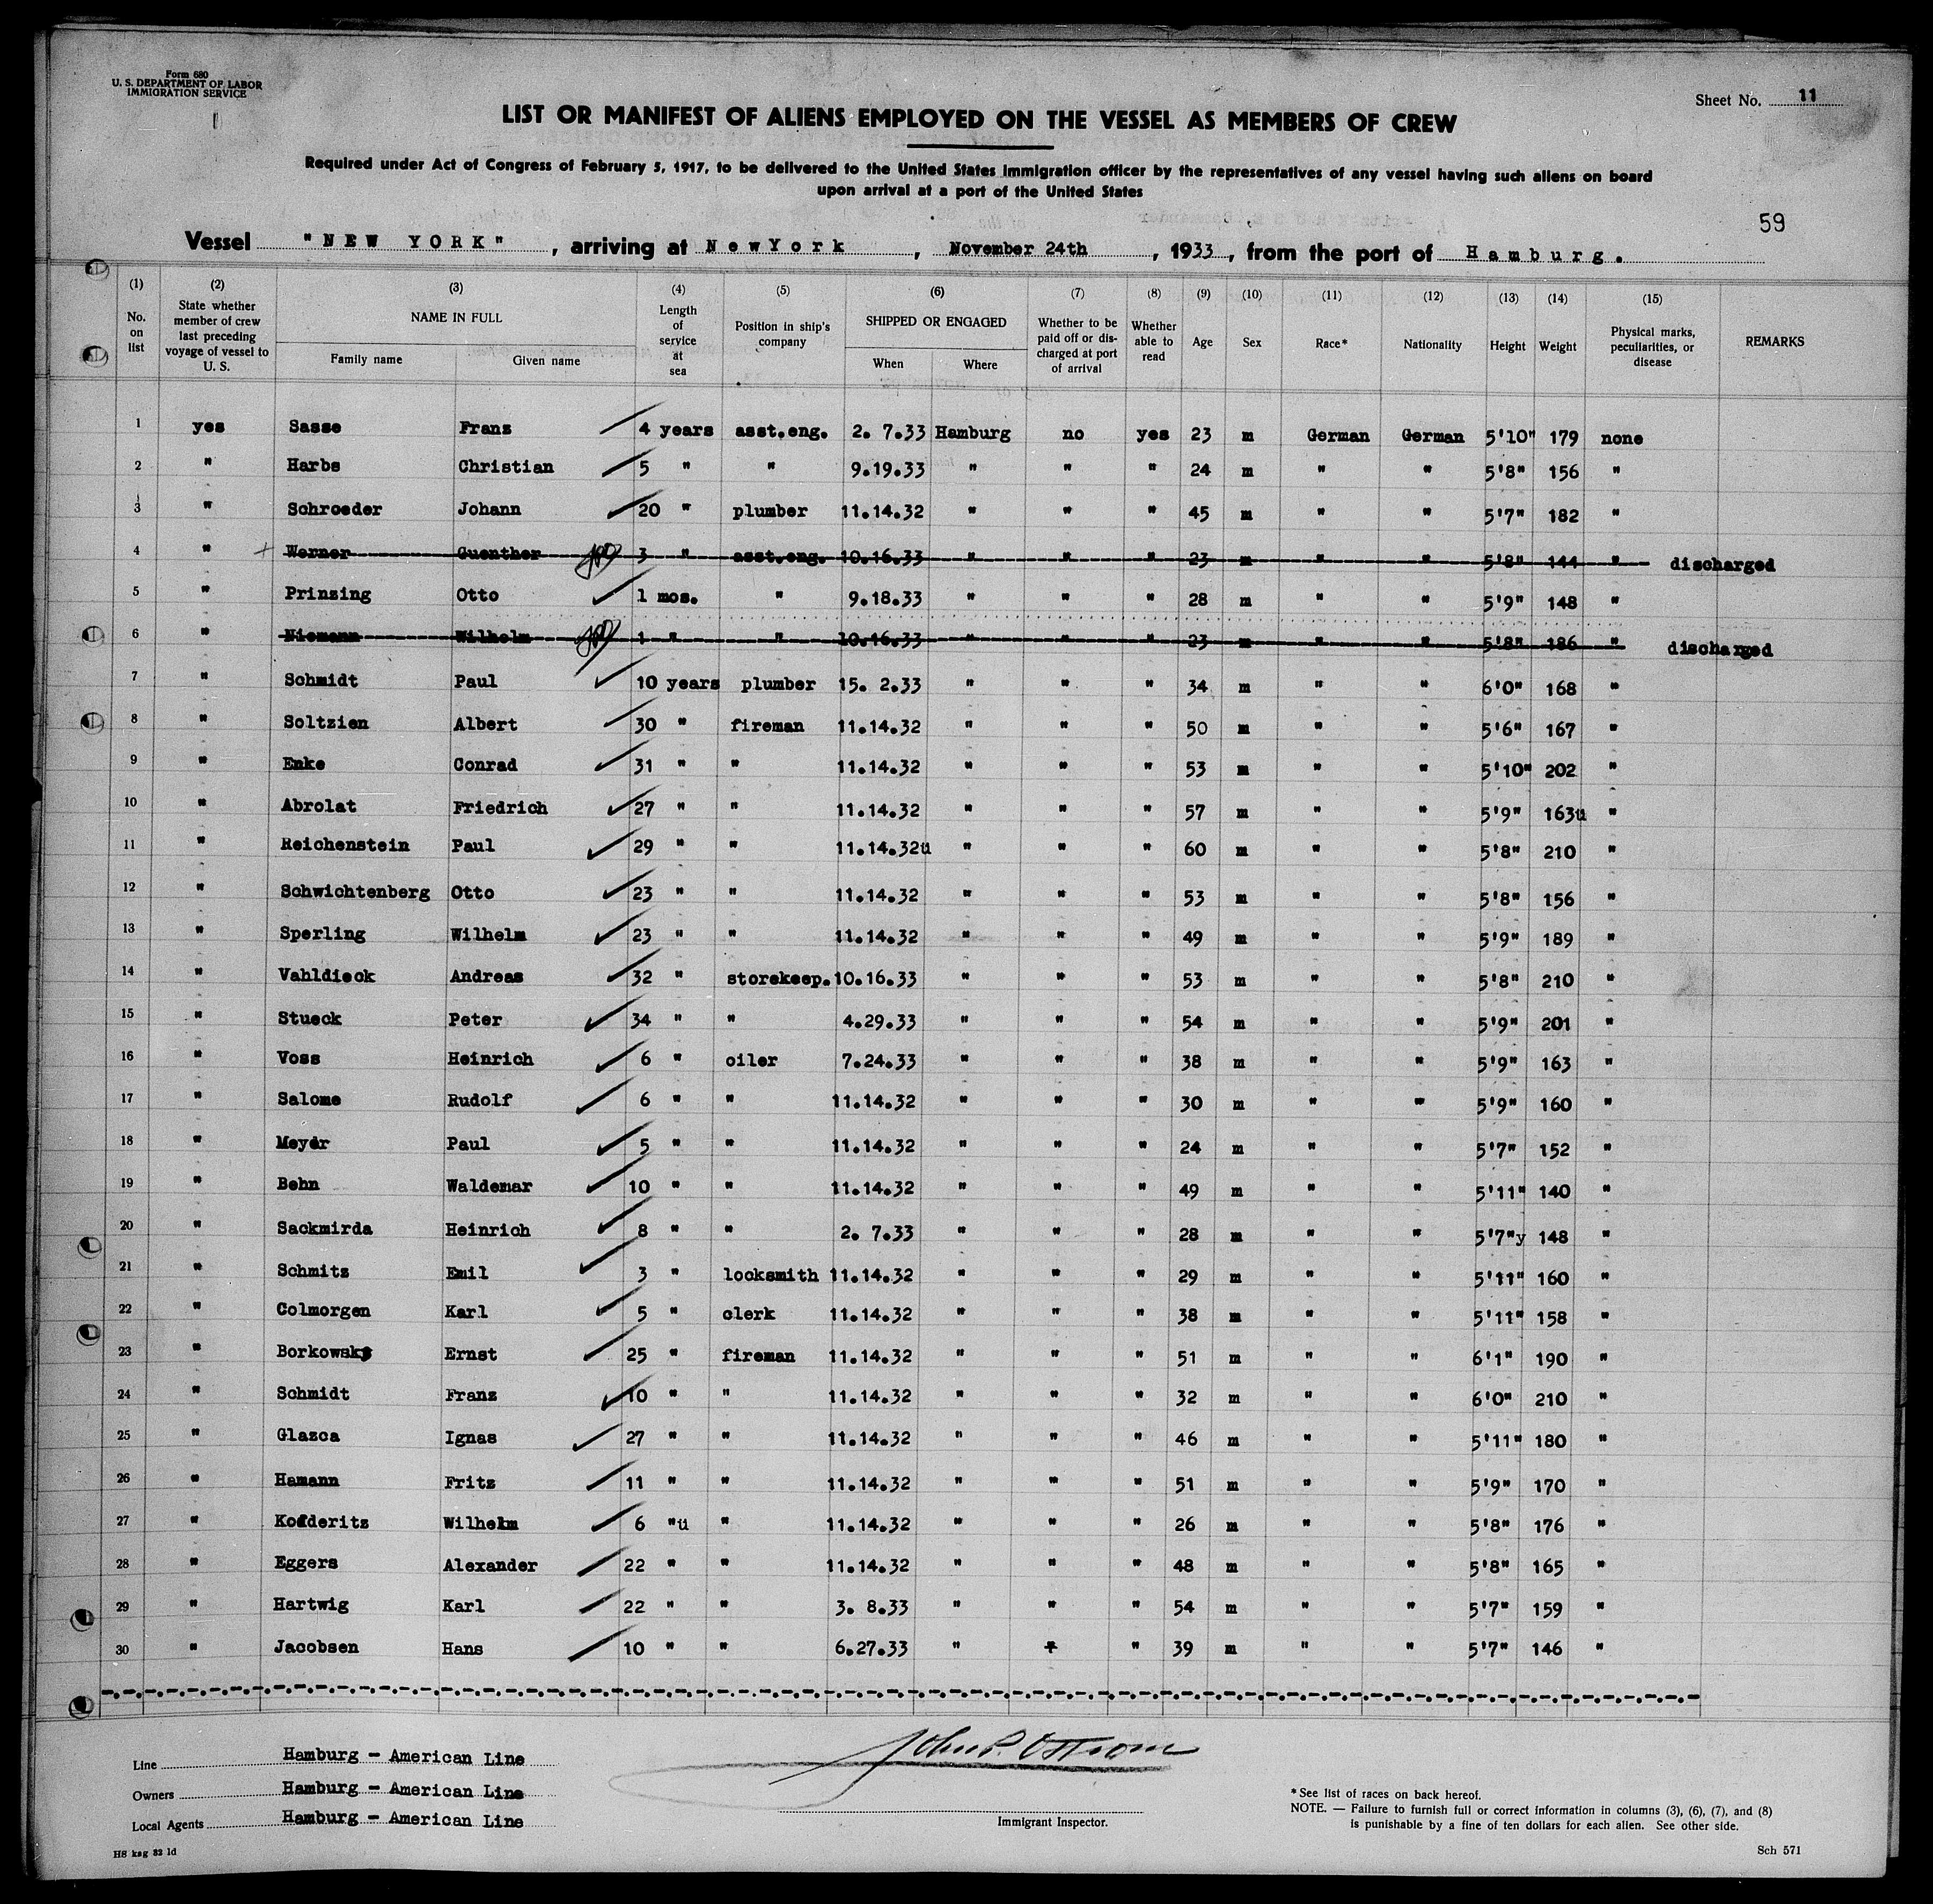 Form 680
U. S. DEPARTMENT OF LABOR
IMMIGRATION SERVICE
Sheet No. 11
LIST OR MANIFEST OF ALIENS EMPLOYED ON THE VESSEL AS MEMBERS OF CREW
Required under Act of Congress of February 5, 1917, to be delivered to the United States immigration officer by the representatives of any vessel having such aliens on board
upon arrival at a port of the United States
59
Vessel "NEW YORK" , arriving at NewYork , November 24th , 1933 , from the port of Hamburg.
(1) (2) (3) (4) (5) (6) (7) (8) (9) (10) (11) (12) (13) (14) (15)
No. on list State whether member of crew last preceding voyage of vessel to U. S. NAME IN FULL Family name Given name Length of service at sea Position in ship's company SHIPPED OR ENGAGED When Where Whether to be paid off or discharged at port of arrival Whether able to read Age Sex Race* Nationality Height Weight Physical marks, peculiarities, or disease REMARKS
1 yes Sasse Franz 4 years asst.eng. 2. 7.33 Hamburg no yes 23 m German German 5'10" 179 none
2 " Harbs Christian 5 " " 9.19.33 " " " 24 m " " 5'8" 156 "
3 " Schroeder Johann 20 " plumber 11.14.32 " " " 45 m " " 5'7" 182 "
4 " Werner Guenther 3 " asst.eng. 10.16.33 " " " 23 m " " 5'8" 144 " discharged
5 " Prinzing Otto 1 mos. " 9.18.33 " " " 28 m " " 5'9" 148 "
6 " Niemann Wilhelm 1 " " 10.16.33 " " " 23 m " " 5'8" 186 " discharged
7 " Schmidt Paul 10 years plumber 15. 2.33 " " " 34 m " " 6'0" 168 "
8 " Soltzien Albert 30 " fireman 11.14.32 " " " 50 m " " 5'6" 167 "
9 " Enke Conrad 31 " " 11.14.32 " " " 53 m " " 5'10" 202 "
10 " Abrolat Friedrich 27 " " 11.14.32 " " " 57 m " " 5'9" 163u "
11 " Reichenstein Paul 29 " " 11.14.32u " " " 60 m " " 5'8" 210 "
12 " Schwichtenberg Otto 23 " " 11.14.32 " " " 53 m " " 5'8" 156 "
13 " Sperling Wilhelm 23 " " 11.14.32 " " " 49 m " " 5'9" 189 "
14 " Vahldieck Andreas 32 " storekeep. 10.16.33 " " " 53 m " " 5'8" 210 "
15 " Stueck Peter 34 " " 4.29.33 " " " 54 m " " 5'9" 201 "
16 " Voss Heinrich 6 " oiler 7.24.33 " " " 38 m " " 5'9" 163 "
17 " Salome Rudolf 6 " " 11.14.32 " " " 30 m " " 5'9" 160 "
18 " Meyer Paul 5 " " 11.14.32 " " " 24 m " " 5'7" 152 "
19 " Behn Waldemar 10 " " 11.14.32 " " " 49 m " " 5'11" 140 "
20 " Sackmirda Heinrich 8 " " 2. 7.33 " " " 28 m " " 5'7"y 148 "
21 " Schmitz Emil 3 " locksmith 11.14.32 " " " 29 m " " 5'11" 160 "
22 " Colmorgen Karl 5 " clerk 11.14.32 " " " 38 m " " 5'11" 158 "
23 " Borkowsky Ernst 25 " fireman 11.14.32 " " " 51 m " " 6'1" 190 "
24 " Schmidt Franz 10 " " 11.14.32 " " " 32 m " " 6'0" 210 "
25 " Glazca Ignas 27 " " 11.14.32 " " " 46 m " " 5'11" 180 "
26 " Hamann Fritz 11 " " 11.14.32 " " " 51 m " " 5'9" 170 "
27 " Kodderitz Wilhelm 6 "u " 11.14.32 " " " 26 m " " 5'8" 176 "
28 " Eggers Alexander 22 " " 11.14.32 " " " 48 m " " 5'8" 165 "
29 " Hartwig Karl 22 " " 3. 8.33 " " " 54 m " " 5'7" 159 "
30 " Jacobsen Hans 10 " " 6.27.33 " " " 39 m " " 5'7" 146 "
Line Hamburg - American Line
Owners Hamburg - American Line
Local Agents Hamburg - American Line
John P. Ostrom
Immigrant Inspector.
* See list of races on back hereof.
NOTE. — Failure to furnish full or correct information in columns (3), (6), (7), and (8)
is punishable by a fine of ten dollars for each alien. See other side.
H8 kag 82 1d
Sch 571